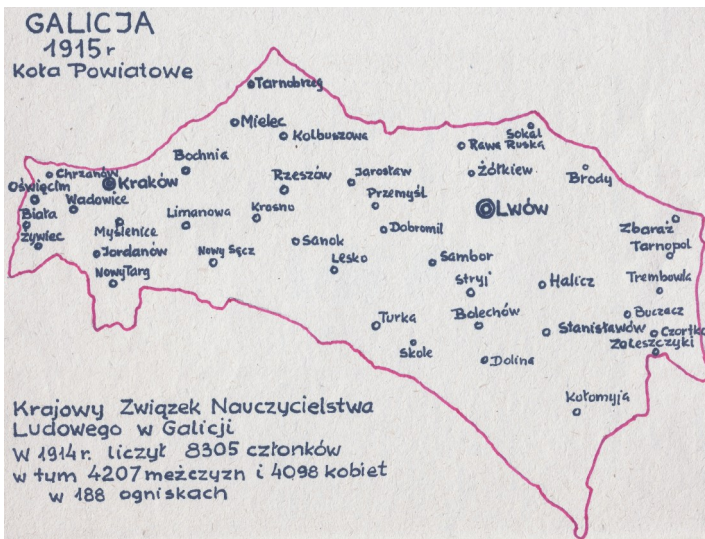 GALICJA
1915 r
Koła Powiatowe
Tarnobrzeg
Mielec
Kolbuszowa
Sokal
Rawa Ruska
Bochnia
Chrzanów
Kraków
Rzeszów
Jarosław
Żółkiew
Brody
Oświęcim
Wadowice
Przemyśl
Lwów
Biała
Myślenice
Limanowa
Krosno
Dobromil
Zbaraż
Żywiec
Jordanów
Nowy Sącz
Sanok
Lesko
Sambor
Tarnopol
Nowy Targ
Stryj
Halicz
Trembowla
Turka
Bolechów
Buczacz
Stanisławów
Czortko
Skole
Zaleszczyki
Dolina
Kołomyja
Krajowy Związek Nauczycielstwa
Ludowego w Galicji
W 1914 r. liczył 8305 członków
w tym 4207 meżczyzn i 4098 kobiet
w 188 ogniskach